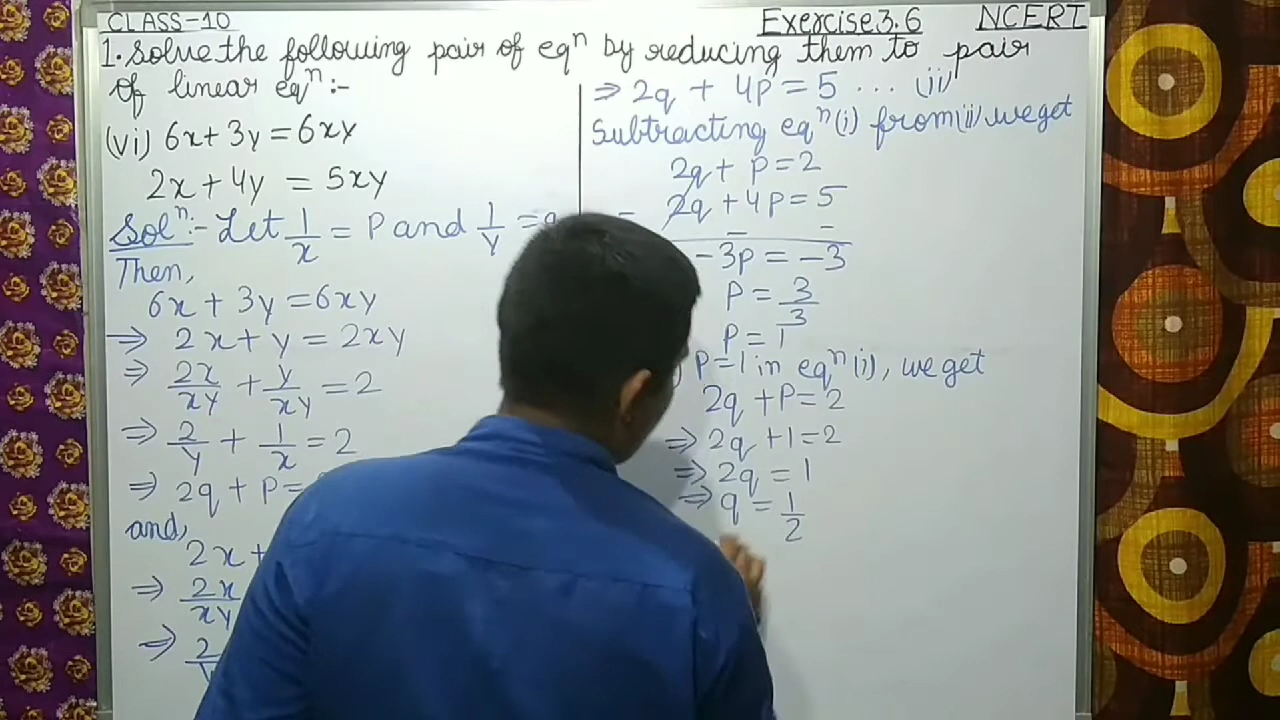 CLASS-10 Exercise 3.6 NCERT
1. Solve the following pair of eqⁿ by reducing them to pair
of linear eqⁿ:-
(vi) 6x+3y=6xy
2x+4y = 5xy
Solⁿ:- Let 1/x = P and 1/y = q
Then,
6x+3y=6xy
⇒ 2x+y=2xy
⇒ 2x/xy + y/xy = 2
⇒ 2/y + 1/x = 2
⇒ 2q + P =
and,
2x+
⇒ 2x/xy
⇒ 2/y
⇒ 2q + 4P = 5 ... (ii)
Subtracting eqⁿ(i) from(ii) we get
2q + P = 2
- 2q + 4P = 5
- -
-3P = -3
P = 3/3
P = 1
P=1 in eqⁿ(i), we get
2q + P = 2
⇒ 2q + 1 = 2
⇒ 2q = 1
⇒ q = 1/2